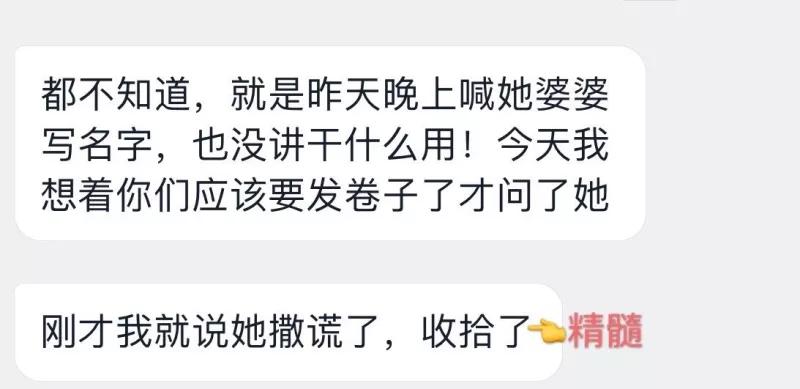 都不知道，就是昨天晚上喊她婆婆
写名字，也没讲干什么用！今天我
想着你们应该要发卷子了才问了她
刚才我就说她撒谎了，收拾了👈精髓